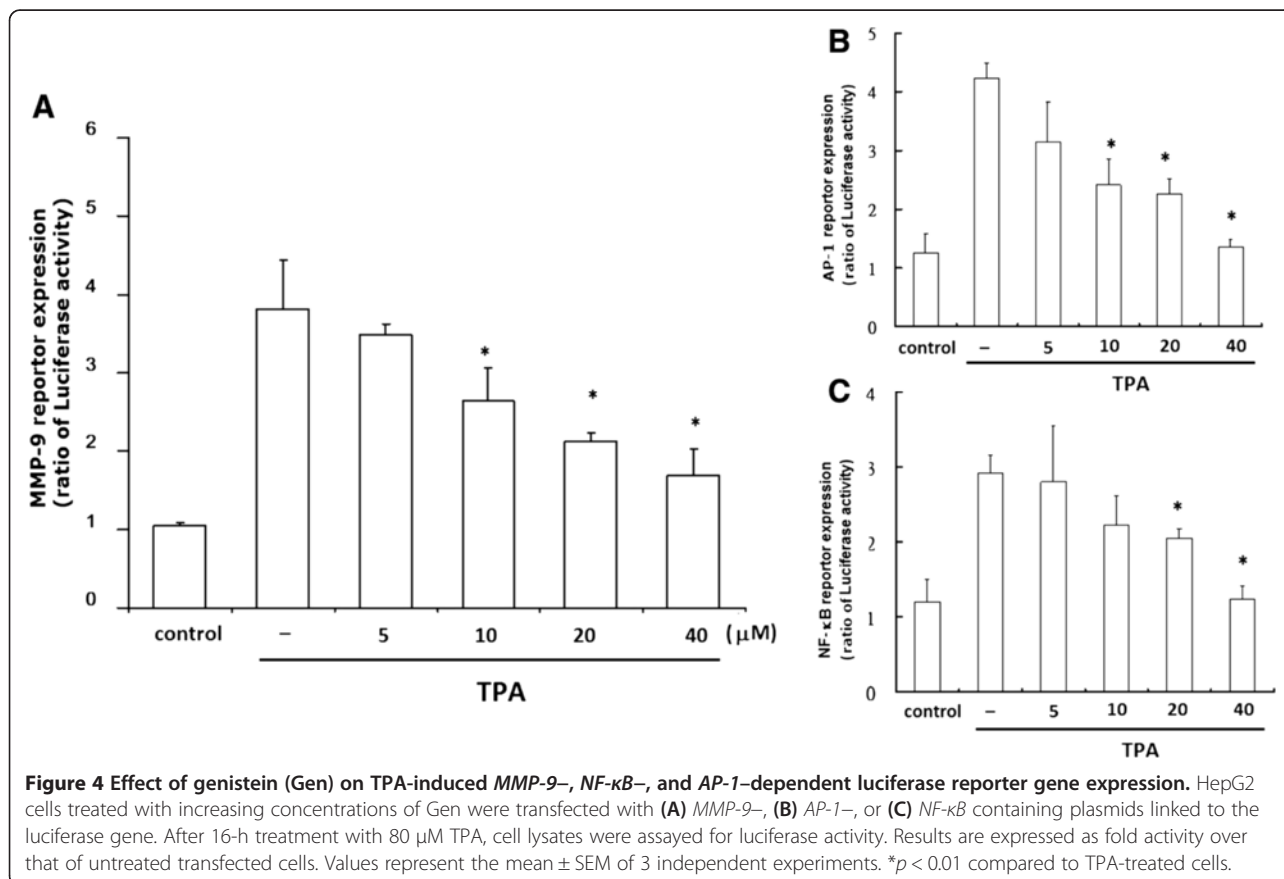 A
MMP-9 reportor expression
(ratio of Luciferase activity)
6
5
4
3
2
1
0
control – 5 10 20 40 (μM)
TPA
B
AP-1 reportor expression
(ratio of Luciferase activity)
5
4
3
2
1
0
* * *
control – 5 10 20 40
TPA
C
NF-κB reportor expression
(ratio of Luciferase activity)
4
3
2
1
0
* *
control – 5 10 20 40
TPA
* * *
Figure 4 Effect of genistein (Gen) on TPA-induced MMP-9–, NF-κB–, and AP-1–dependent luciferase reporter gene expression. HepG2
cells treated with increasing concentrations of Gen were transfected with (A) MMP-9–, (B) AP-1–, or (C) NF-κB containing plasmids linked to the
luciferase gene. After 16-h treatment with 80 μM TPA, cell lysates were assayed for luciferase activity. Results are expressed as fold activity over
that of untreated transfected cells. Values represent the mean ± SEM of 3 independent experiments. *p < 0.01 compared to TPA-treated cells.